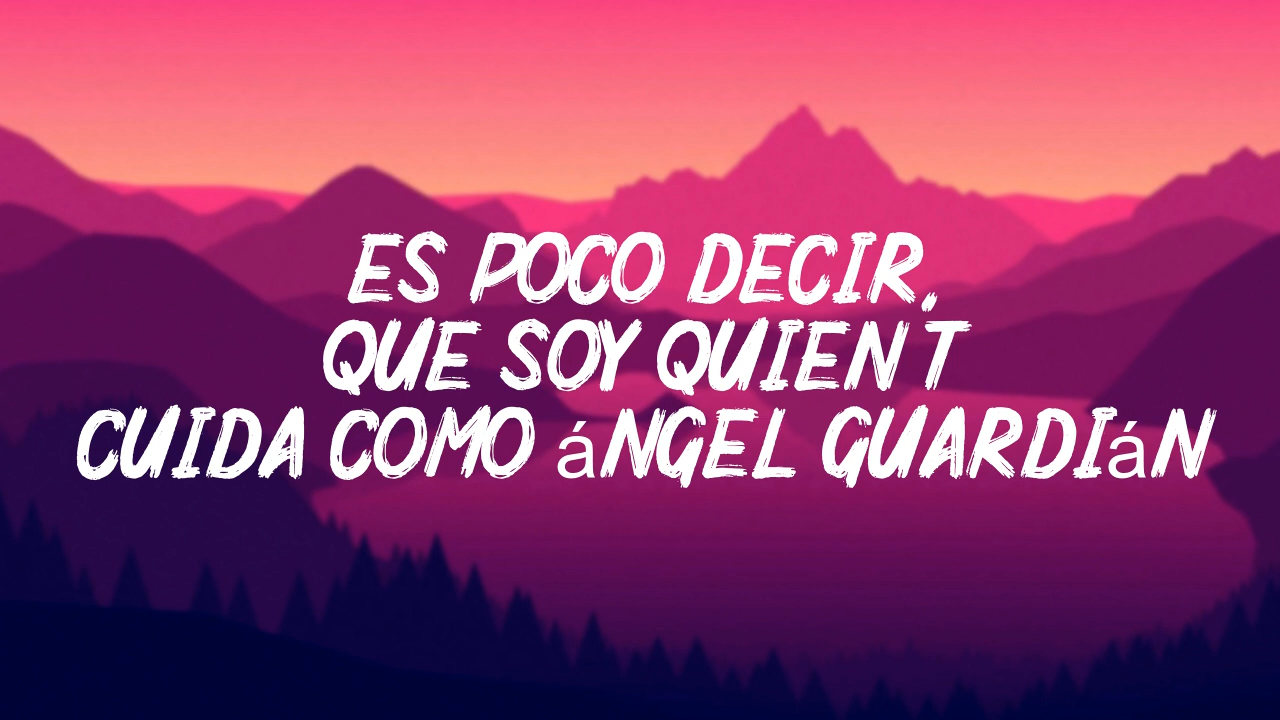 ES POCO DECIR,
QUE SOY QUIEN T
CUIDA COMO áNGEL GUARDIáN